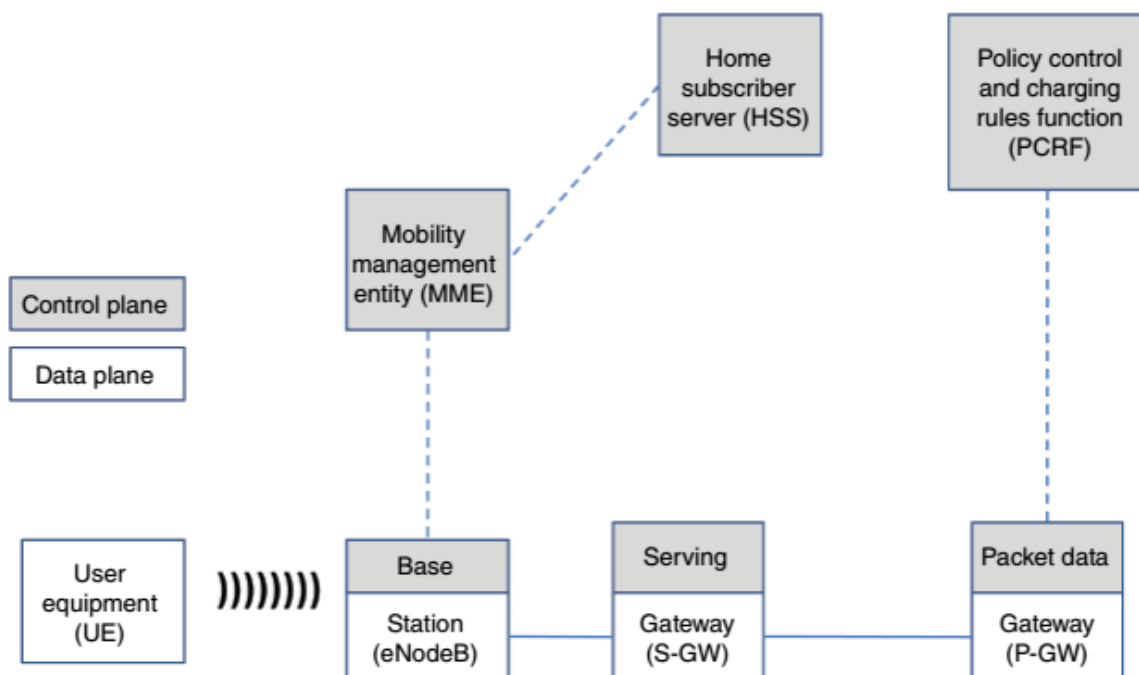 Home
subscriber
server (HSS)
Policy control
and charging
rules function
(PCRF)
Mobility
management
entity (MME)
Control plane
Data plane
User
equipment
(UE)
Base
Station
(eNodeB)
Serving
Gateway
(S-GW)
Packet data
Gateway
(P-GW)